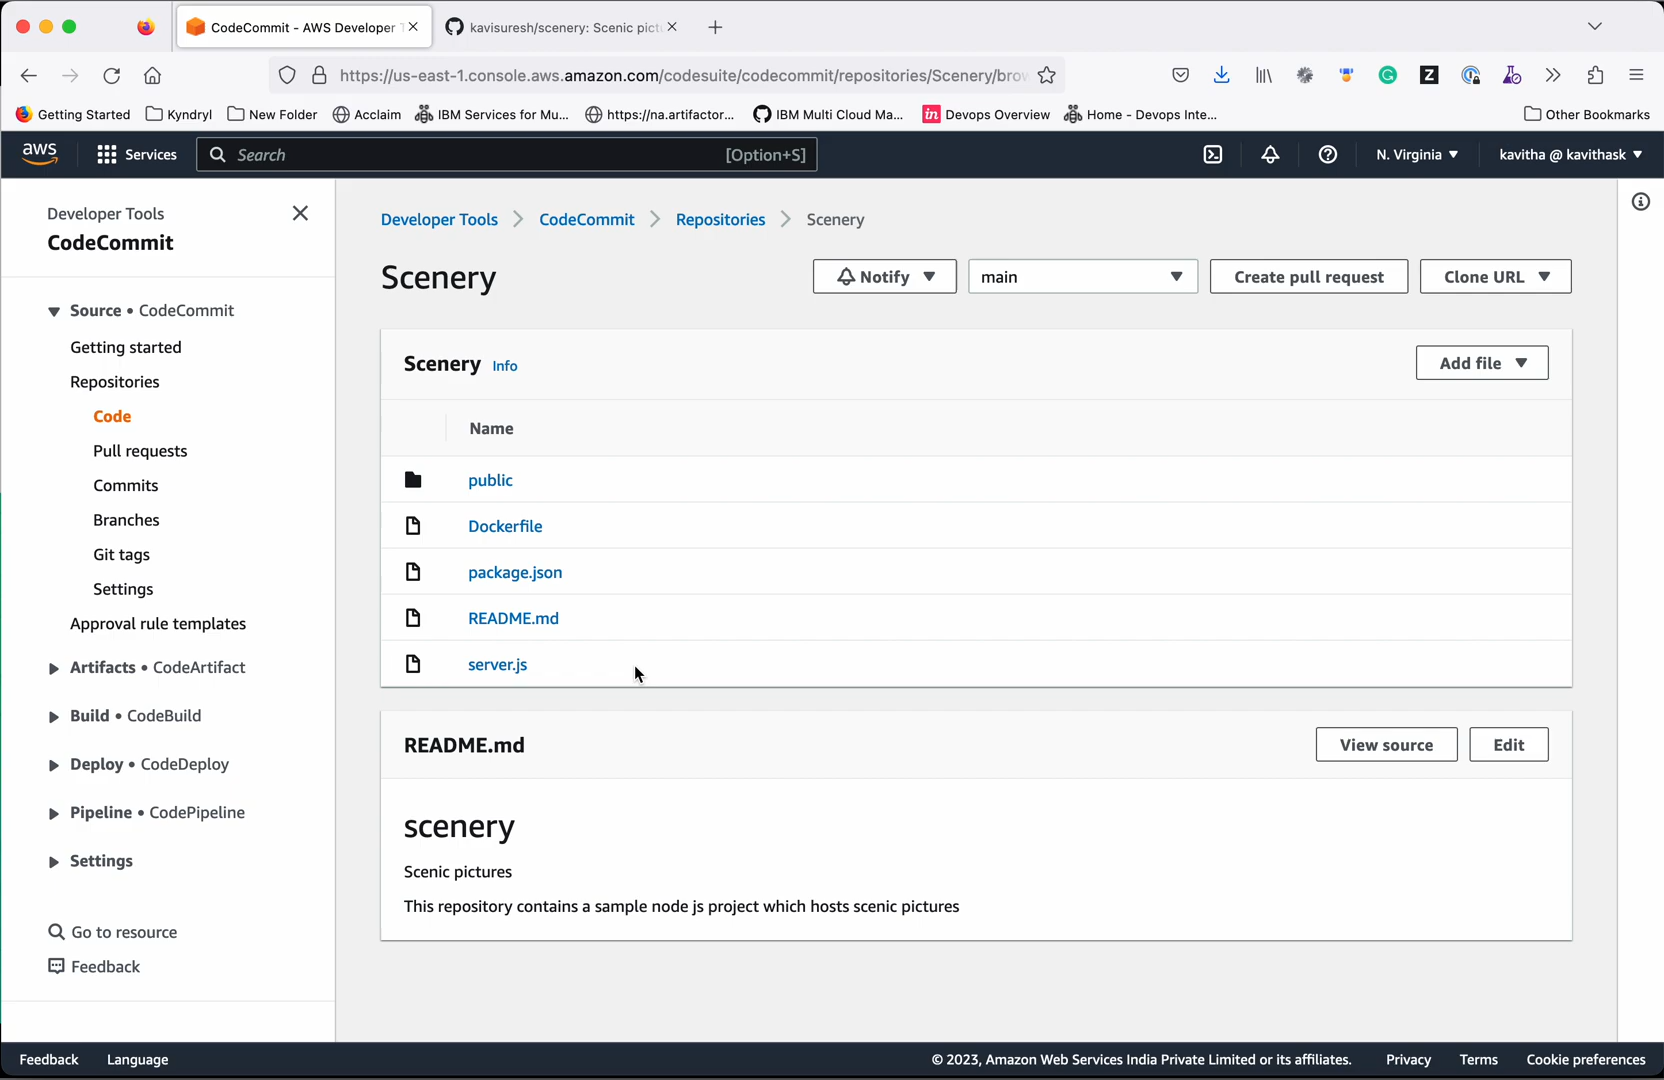 CodeCommit - AWS Developer T
kavisuresh/scenery: Scenic pict
https://us-east-1.console.aws.amazon.com/codesuite/codecommit/repositories/Scenery/brow
Getting Started
Kyndryl
New Folder
Acclaim
IBM Services for Mu...
https://na.artifactor...
IBM Multi Cloud Ma...
in Devops Overview
Home - Devops Inte...
Other Bookmarks
aws
Services
Search
[Option+S]
N. Virginia
kavitha @ kavithask
Developer Tools
CodeCommit
Source • CodeCommit
Getting started
Repositories
Code
Pull requests
Commits
Branches
Git tags
Settings
Approval rule templates
Artifacts • CodeArtifact
Build • CodeBuild
Deploy • CodeDeploy
Pipeline • CodePipeline
Settings
Go to resource
Feedback
Developer Tools
CodeCommit
Repositories
Scenery
Scenery
Notify
main
Create pull request
Clone URL
Scenery Info
Add file
Name
public
Dockerfile
package.json
README.md
server.js
README.md
View source
Edit
scenery
Scenic pictures
This repository contains a sample node js project which hosts scenic pictures
Feedback
Language
© 2023, Amazon Web Services India Private Limited or its affiliates.
Privacy
Terms
Cookie preferences